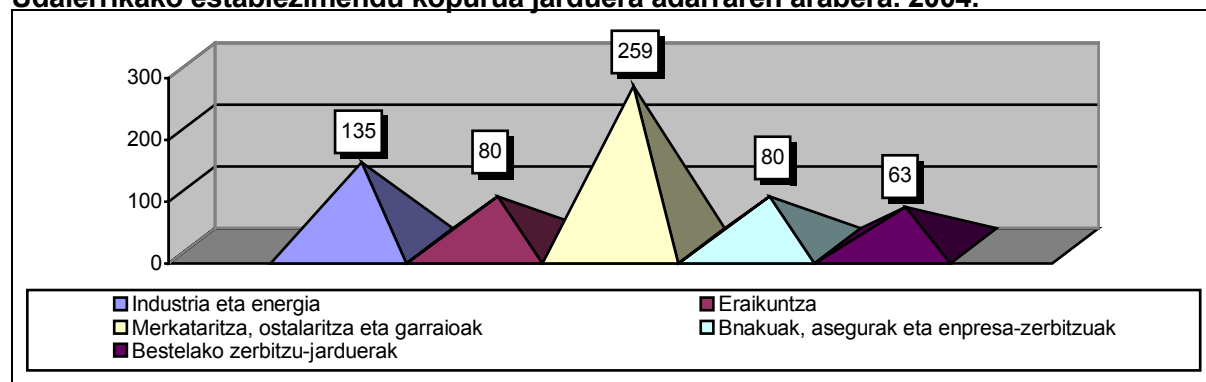 Udalerrikako establezimendu kopurua jarduera adarraren arabera. 2004.
300
200
100
0
135
80
259
80
63
Industria eta energia
Eraikuntza
Merkataritza, ostalaritza eta garraioak
Bnakuak, asegurak eta enpresa-zerbitzuak
Bestelako zerbitzu-jarduerak